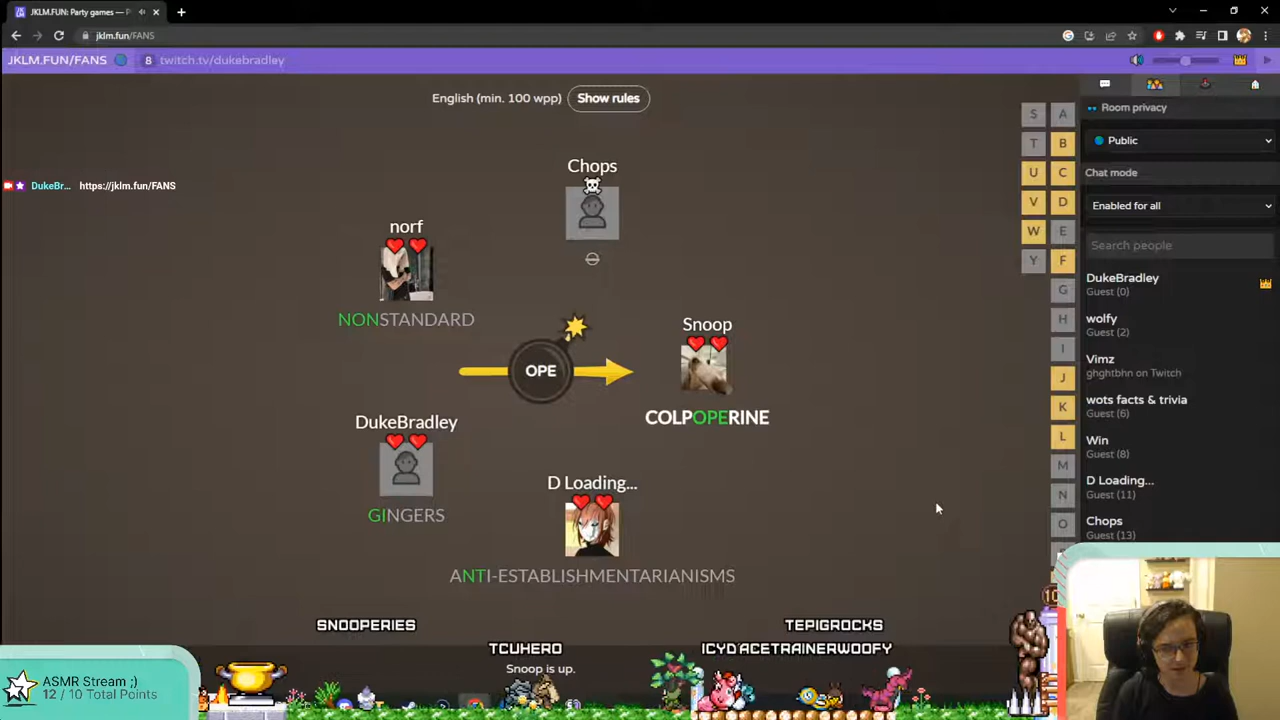 JKLM.FUN: Party games — P
jklm.fun/FANS
JKLM.FUN/FANS
8 twitch.tv/dukebradley
English (min. 100 wpp) Show rules
DukeBr... https://jklm.fun/FANS
Chops
norf
NONSTANDARD
OPE
Snoop
COLPOPERINE
DukeBradley
GINGERS
D Loading...
ANTI-ESTABLISHMENTARIANISMS
S A
T B
U C
V D
W E
Y F
G
H
I
J
K
L
M
N
O
Room privacy
Public
Chat mode
Enabled for all
Search people
DukeBradley
Guest (0)
wolfy
Guest (2)
Vimz
ghghtbhn on Twitch
wots facts & trivia
Guest (6)
Win
Guest (8)
D Loading...
Guest (11)
Chops
Guest (13)
SNOOPERIES
TEPIGROCKS
TCUHERO
ICYD'ACETRAINERWOOFY
Snoop is up.
ASMR Stream ;)
12 / 10 Total Points